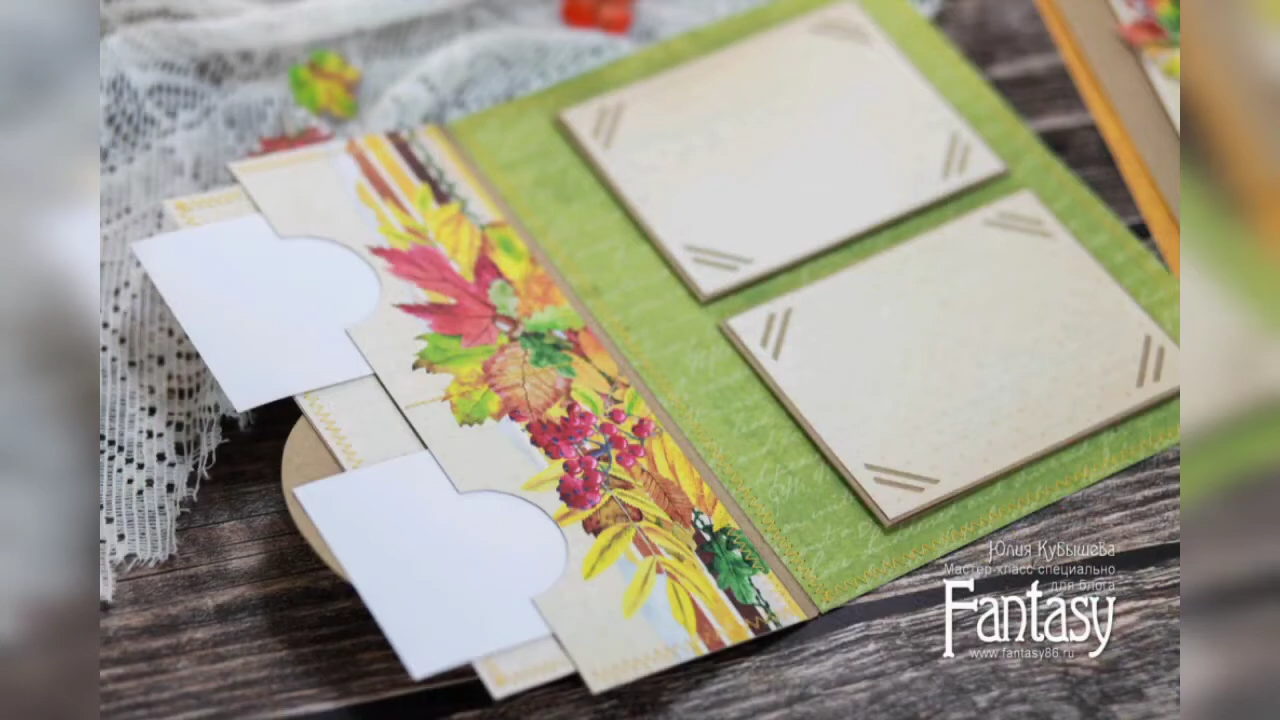 Юлия Кубышева
Мастер-класс специально
для блога
Fantasy
www.fantasy86.ru